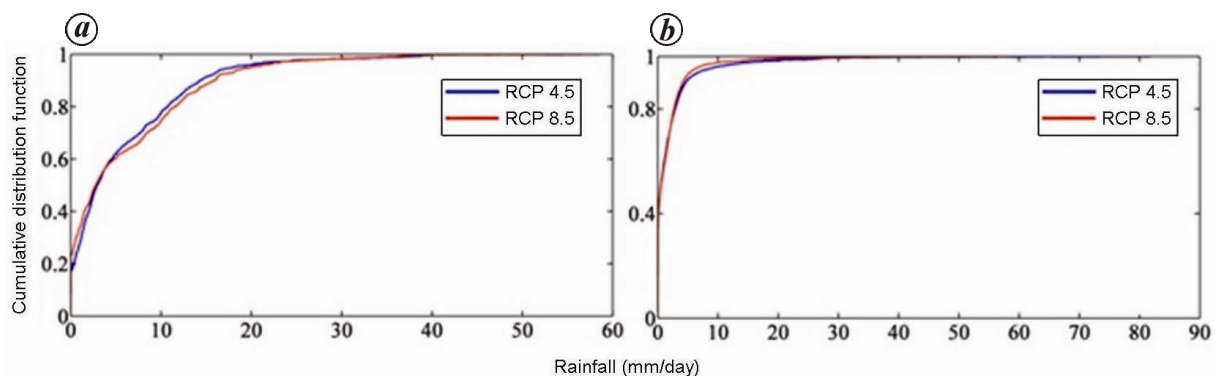 a
b
Cumulative distribution function
1
0.8
0.6
0.4
0.2
0
0 10 20 30 40 50 60
RCP 4.5
RCP 8.5
1
0.8
0.4
0
0 10 20 30 40 50 60 70 80 90
RCP 4.5
RCP 8.5
Rainfall (mm/day)